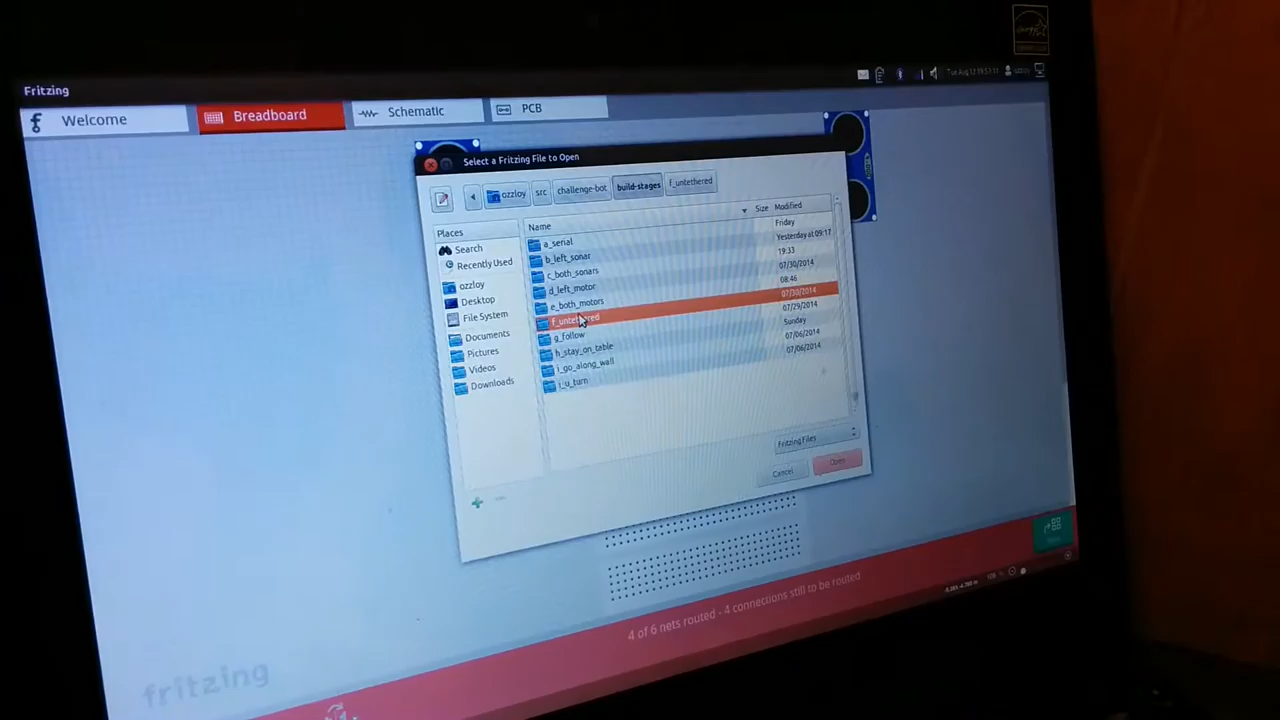 Fritzing
Tue Aug 12
Welcome
Breadboard
Schematic
PCB
Select a Fritzing File to Open
ozzloy
src
challenge-bot
build-stages
f_untethered
Places
Search
Recently Used
ozzloy
Desktop
File System
Documents
Pictures
Videos
Downloads
Name
Size
Modified
a_serial
Friday
b_left_sonar
Yesterday at 09:17
c_both_sonars
19:33
d_left_motor
07/30/2014
e_both_motors
08:46
f_untethered
07/30/2014
g_follow
07/29/2014
h_stay_on_table
Sunday
i_go_along_wall
07/06/2014
j_u_turn
07/06/2014
Fritzing Files
Cancel
Open
4 of 6 nets routed - 4 connections still to be routed
fritzing